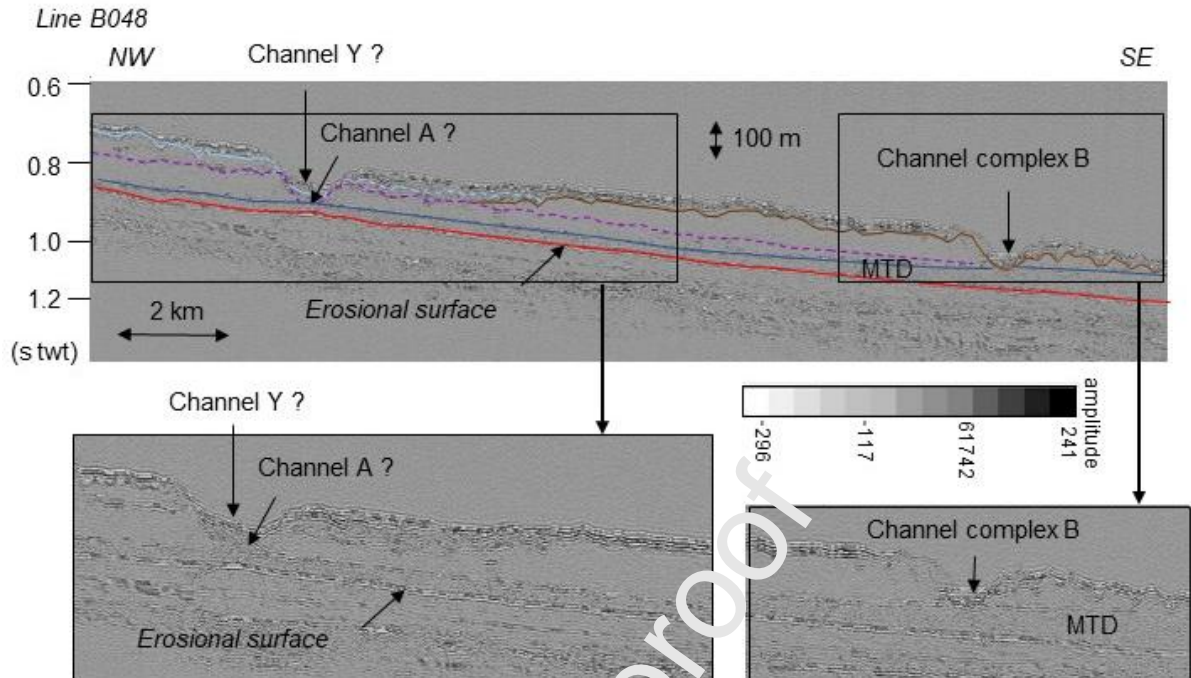 Line B048
NW
Channel Y ?
SE
0.6
Channel A ?
100 m
0.8
Channel complex B
1.0
MTD
1.2
2 km
Erosional surface
(s twt)
Channel Y ?
amplitude
-296
-117
61742
241
Channel A ?
Channel complex B
Erosional surface
MTD
proof